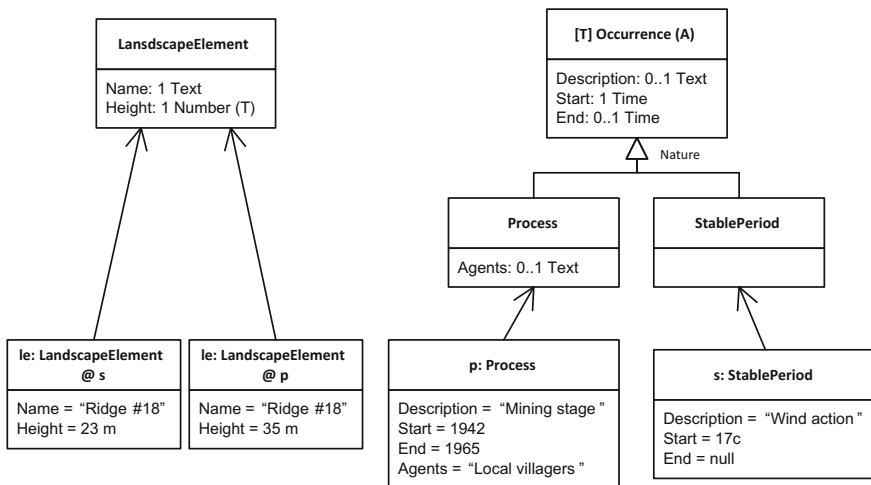 LansdscapeElement
Name: 1 Text
Height: 1 Number (T)
[T] Occurrence (A)
Description: 0..1 Text
Start: 1 Time
End: 0..1 Time
Nature
Process
Agents: 0..1 Text
StablePeriod
le: LandscapeElement
@ s
Name = “Ridge #18”
Height = 23 m
le: LandscapeElement
@ p
Name = “Ridge #18”
Height = 35 m
p: Process
Description = “Mining stage”
Start = 1942
End = 1965
Agents = “Local villagers”
s: StablePeriod
Description = “Wind action”
Start = 17c
End = null